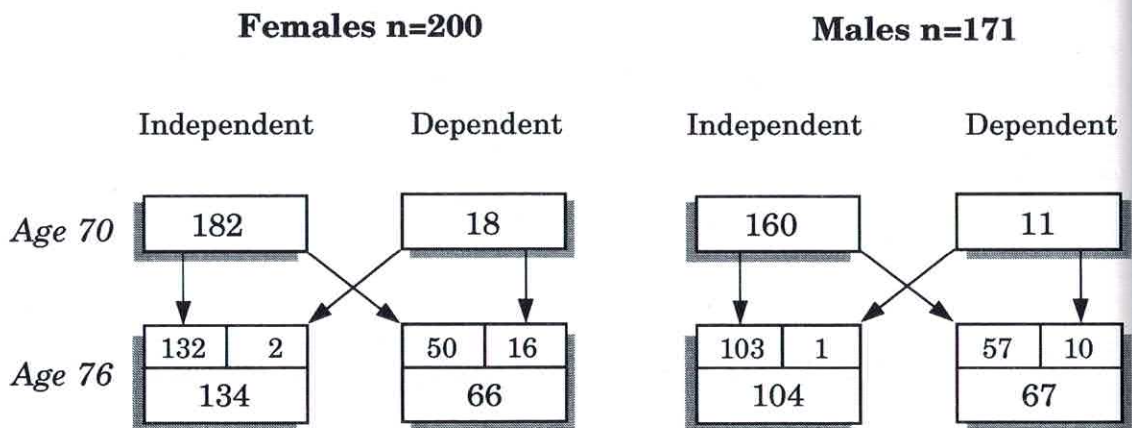 Females n=200 Males n=171
Independent Dependent Independent Dependent
Age 70 182 18 160 11
132 2 50 16 103 1 57 10
Age 76
134 66 104 67